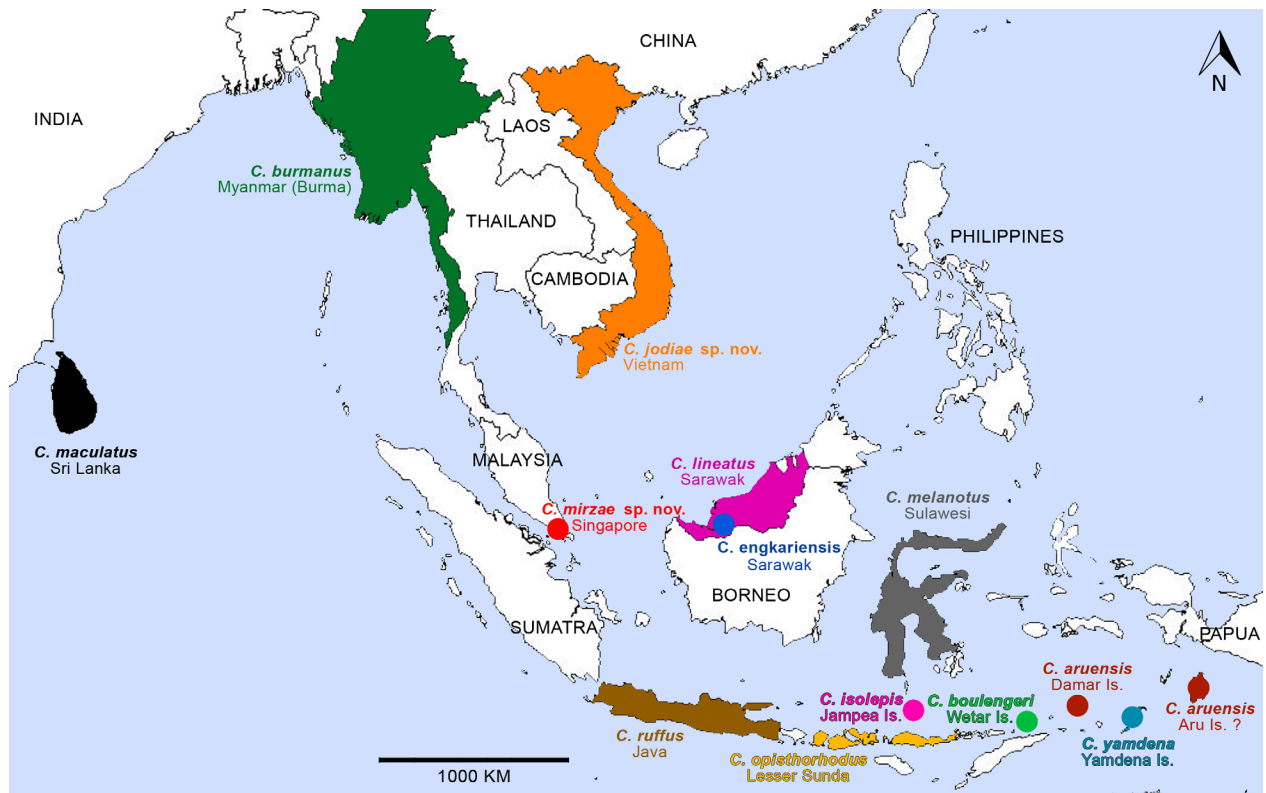 CHINA
N
INDIA
LAOS
C. burmanus
Myanmar (Burma)
THAILAND
PHILIPPINES
CAMBODIA
C. jodiae sp. nov.
Vietnam
C. maculatus
Sri Lanka
MALAYSIA
C. lineatus
Sarawak
C. melanotus
Sulawesi
C. mirzae sp. nov.
Singapore
C. engkariensis
Sarawak
BORNEO
SUMATRA
PAPUA
C. aruensis
Damar Is.
C. isolepis
Jampea Is.
C. boulengeri
Wetar Is.
C. aruensis
Aru Is. ?
C. ruffus
Java
C. yamdena
Yamdena Is.
C. opisthorhodus
Lesser Sunda
1000 KM